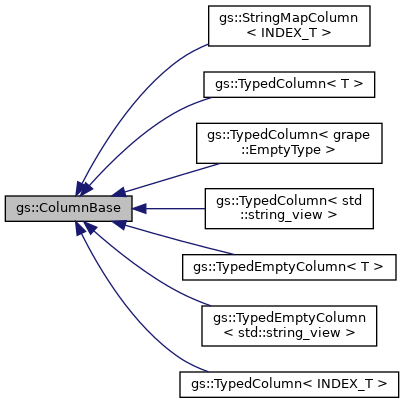 gs::StringMapColumn
< INDEX_T >
gs::TypedColumn< T >
gs::TypedColumn< grape
::EmptyType >
gs::ColumnBase
gs::TypedColumn< std
::string_view >
gs::TypedEmptyColumn< T >
gs::TypedEmptyColumn
< std::string_view >
gs::TypedColumn< INDEX_T >